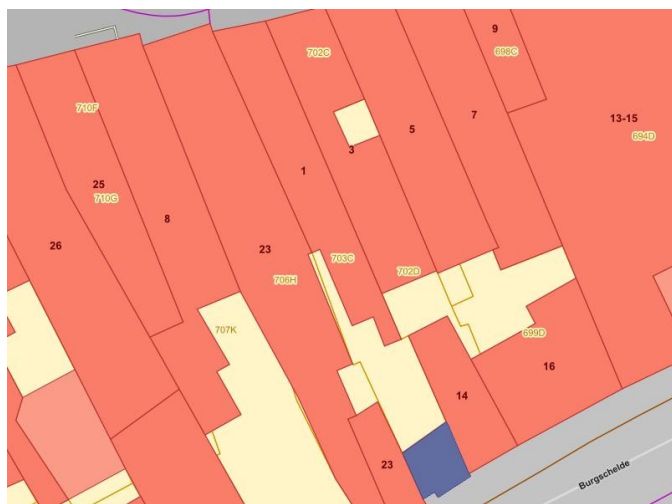 9
702C
698C
710F
5
7
13-15
694D
3
1
25
710G
8
26
23
703C
706H
702D
707K
699D
16
14
23
Burgschelde